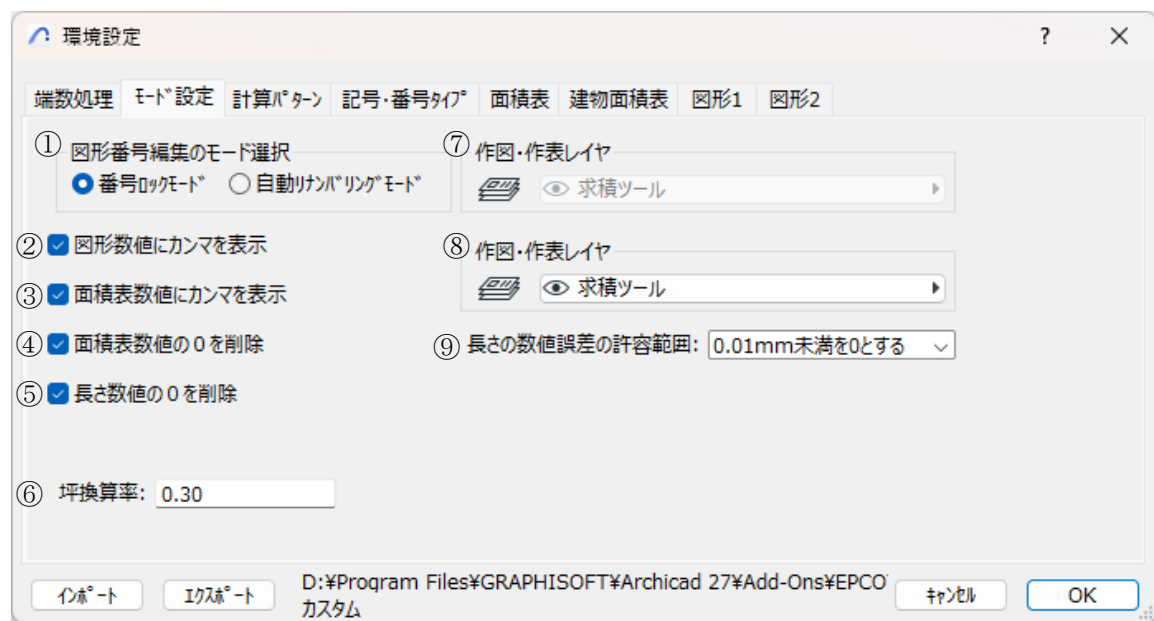 環境設定
?
端数処理 ﾓｰﾄﾞ設定 計算ﾊﾟﾀｰﾝ 記号･番号ﾀｲﾌﾟ 面積表 建物面積表 図形1 図形2
① 図形番号編集のモード選択
番号ﾛｯｸﾓｰﾄﾞ 自動ﾘﾅﾝﾊﾞﾘﾝｸﾞﾓｰﾄﾞ
② 図形数値にカンマを表示
③ 面積表数値にカンマを表示
④ 面積表数値の０を削除
⑤ 長さ数値の０を削除
⑥ 坪換算率: 0.30
⑦ 作図･作表レイヤ
求積ツール
⑧ 作図･作表レイヤ
求積ツール
⑨ 長さの数値誤差の許容範囲: 0.01mm未満を0とする
ｲﾝﾎﾟｰﾄ ｴｸｽﾎﾟｰﾄ D:¥Program Files¥GRAPHISOFT¥Archicad 27¥Add-Ons¥EPCO
カスタム
ｷｬﾝｾﾙ OK